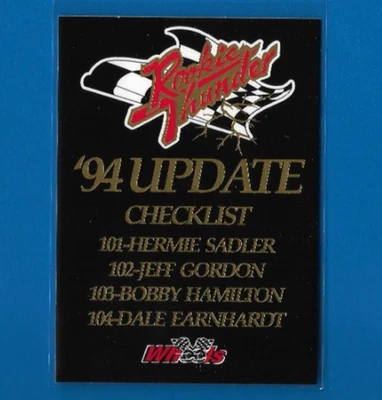 Rookie
Thunder
'94 UPDATE
CHECKLIST
101-HERMIE SADLER
102-JEFF GORDON
103-BOBBY HAMILTON
104-DALE EARNHARDT
Wheels